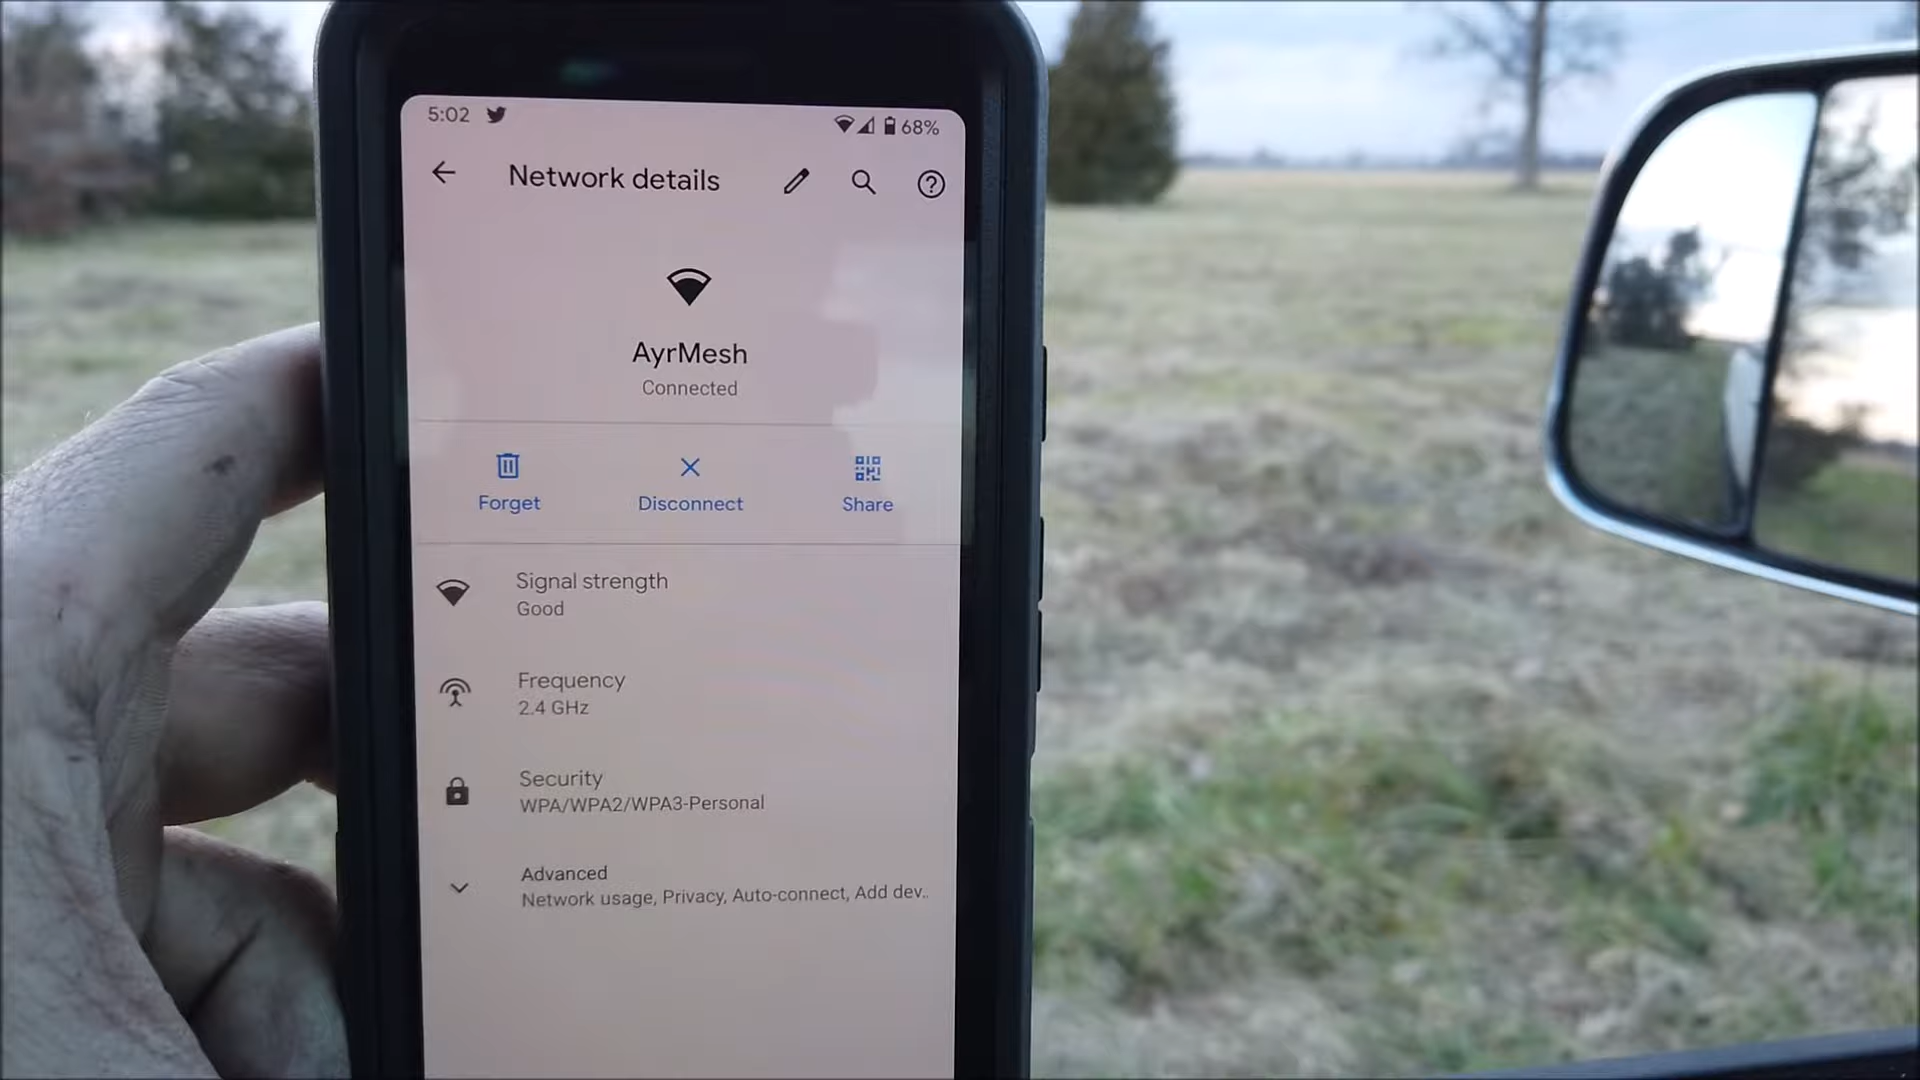 5:02 68%
Network details
AyrMesh
Connected
Forget Disconnect Share
Signal strength
Good
Frequency
2.4 GHz
Security
WPA/WPA2/WPA3-Personal
Advanced
Network usage, Privacy, Auto-connect, Add dev..